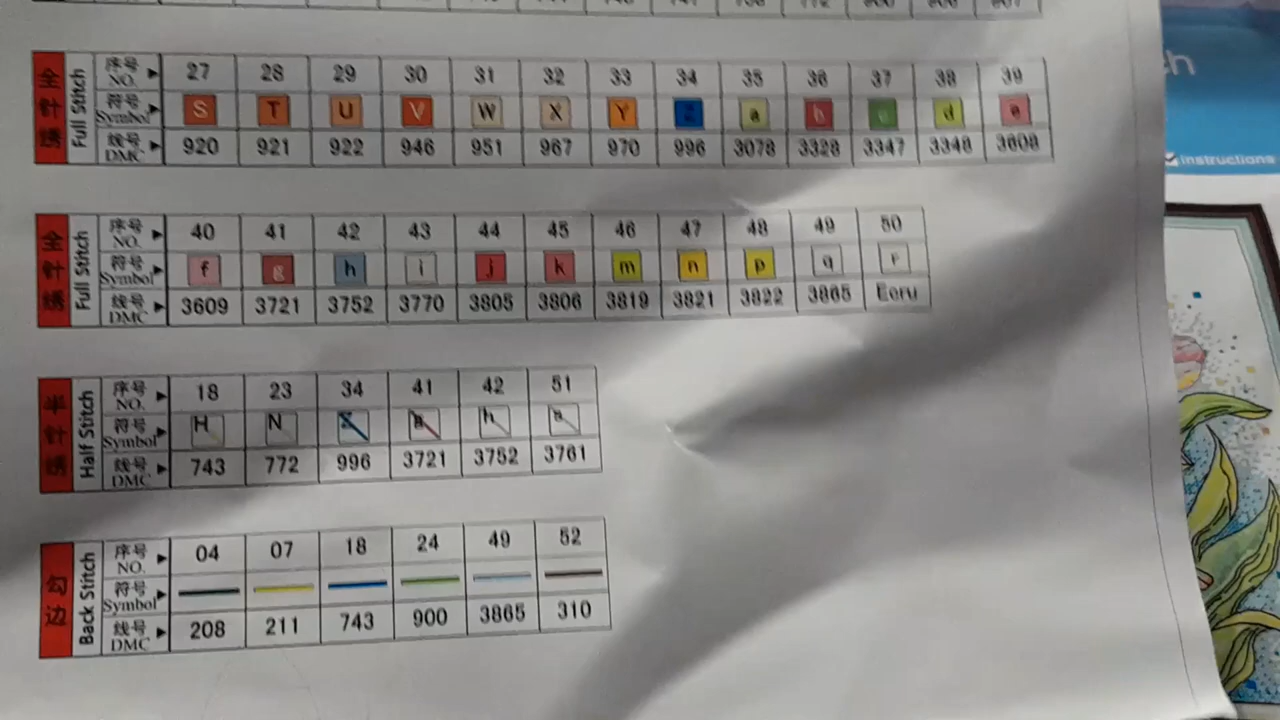 全针绣 Full Stitch
序号 NO. 27 28 29 30 31 32 33 34 35 36 37 38 39
符号 Symbol S T U V W X Y Z a b c d e
线号 DMC 920 921 922 946 951 967 970 996 3078 3328 3347 3348 3608
全针绣 Full Stitch
序号 NO. 40 41 42 43 44 45 46 47 48 49 50
符号 Symbol f g h i j k m n p q r
线号 DMC 3609 3721 3752 3770 3805 3806 3819 3821 3822 3865 Ecru
半针绣 Half Stitch
序号 NO. 18 23 34 41 42 51
符号 Symbol H N Z g h s
线号 DMC 743 772 996 3721 3752 3761
勾边 Back Stitch
序号 NO. 04 07 18 24 49 52
符号 Symbol
线号 DMC 208 211 743 900 3865 310
instructions